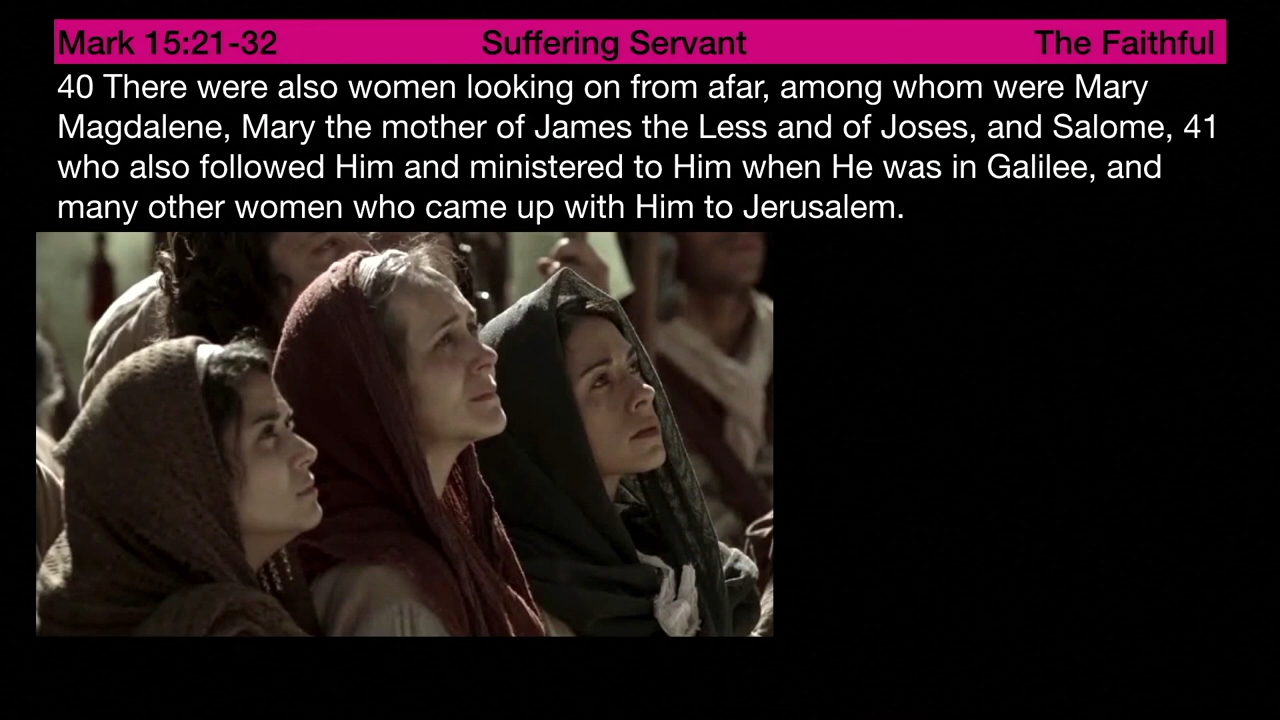 Mark 15:21-32 Suffering Servant The Faithful
40 There were also women looking on from afar, among whom were Mary
Magdalene, Mary the mother of James the Less and of Joses, and Salome, 41
who also followed Him and ministered to Him when He was in Galilee, and
many other women who came up with Him to Jerusalem.